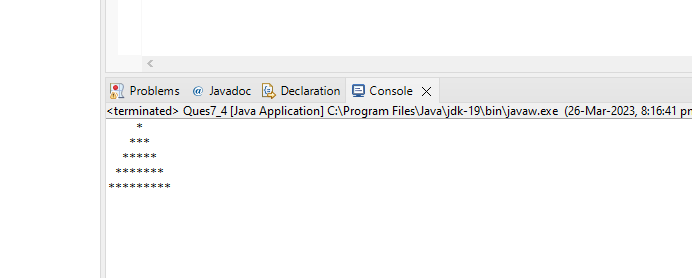 Problems @ Javadoc Declaration Console
<terminated> Ques7_4 [Java Application] C:\Program Files\Java\jdk-19\bin\javaw.exe (26-Mar-2023, 8:16:41 pm
    *
   ***
  *****
 *******
*********